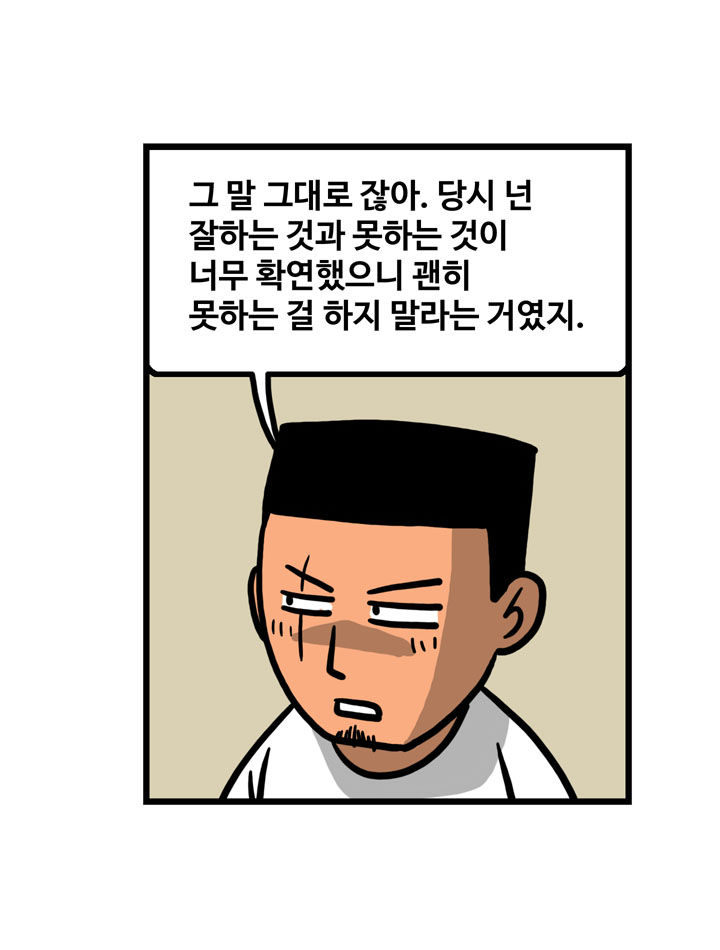 그 말 그대로 잖아. 당시 넌
잘하는 것과 못하는 것이
너무 확연했으니 괜히
못하는 걸 하지 말라는 거였지.